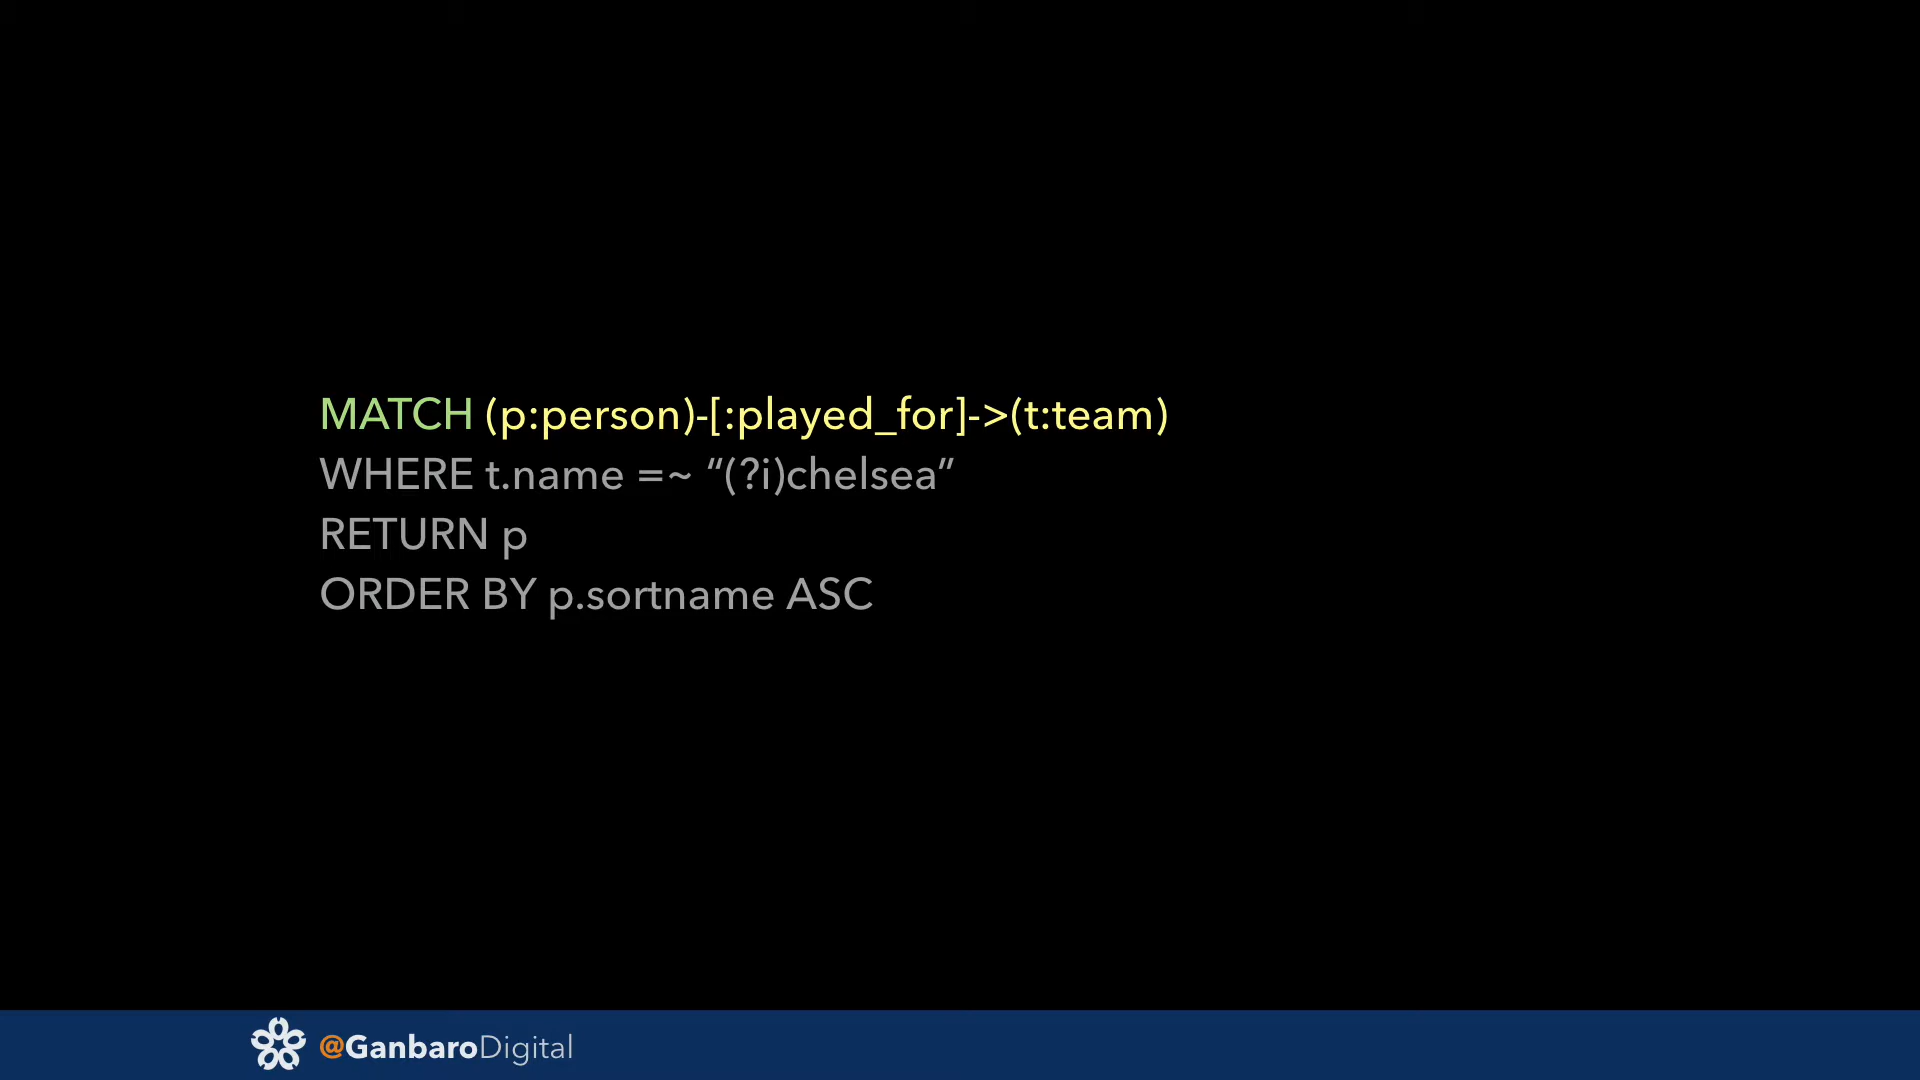 MATCH (p:person)-[:played_for]->(t:team)
WHERE t.name =~ “(?i)chelsea”
RETURN p
ORDER BY p.sortname ASC
@GanbaroDigital